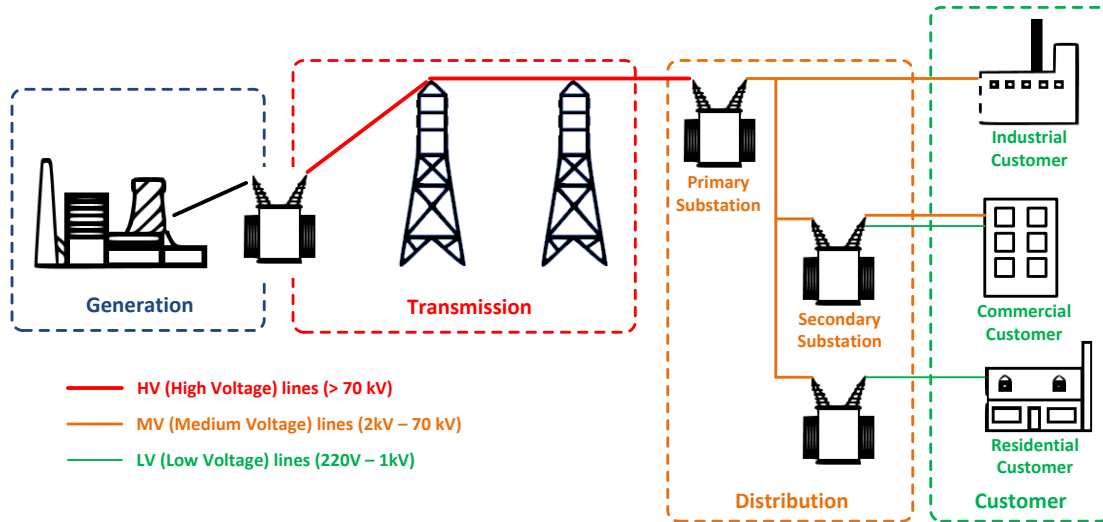 Industrial
Customer
Primary
Substation
Generation
Transmission
Secondary
Substation
Commercial
Customer
HV (High Voltage) lines (> 70 kV)
MV (Medium Voltage) lines (2kV – 70 kV)
LV (Low Voltage) lines (220V – 1kV)
Residential
Customer
Distribution
Customer